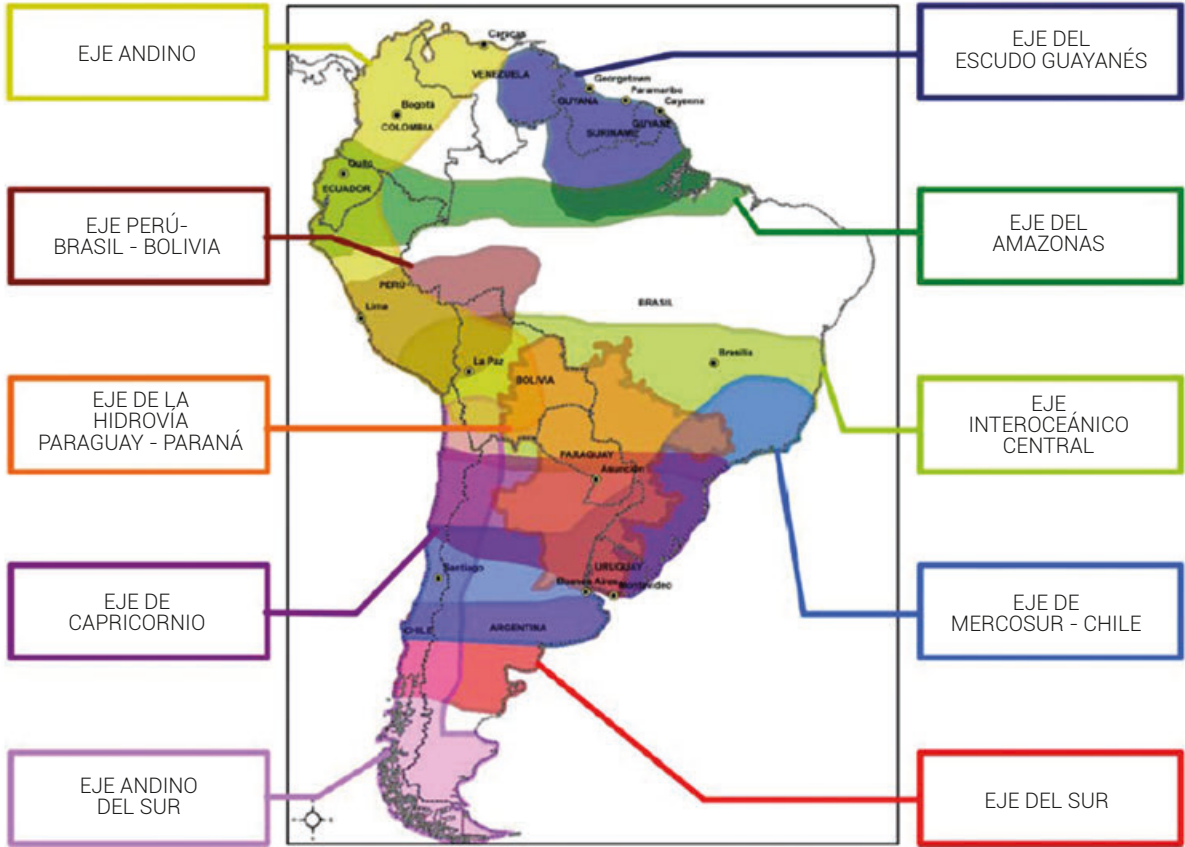 EJE ANDINO
EJE PERÚ-
BRASIL - BOLIVIA
EJE DE LA
HIDROVÍA
PARAGUAY - PARANÁ
EJE DE
CAPRICORNIO
EJE ANDINO
DEL SUR
Caracas
VENEZUELA
Georgetown
Paramaribo
GUYANA
Cayenne
Bogotá
COLOMBIA
GUYANE
SURINAME
Quito
ECUADOR
PERÚ
BRASIL
Lima
La Paz
Brasilia
BOLIVIA
PARAGUAY
Asunción
URUGUAY
Santiago
Buenos Aires
Montevideo
CHILE
ARGENTINA
EJE DEL
ESCUDO GUAYANÉS
EJE DEL
AMAZONAS
EJE
INTEROCEÁNICO
CENTRAL
EJE DE
MERCOSUR - CHILE
EJE DEL SUR